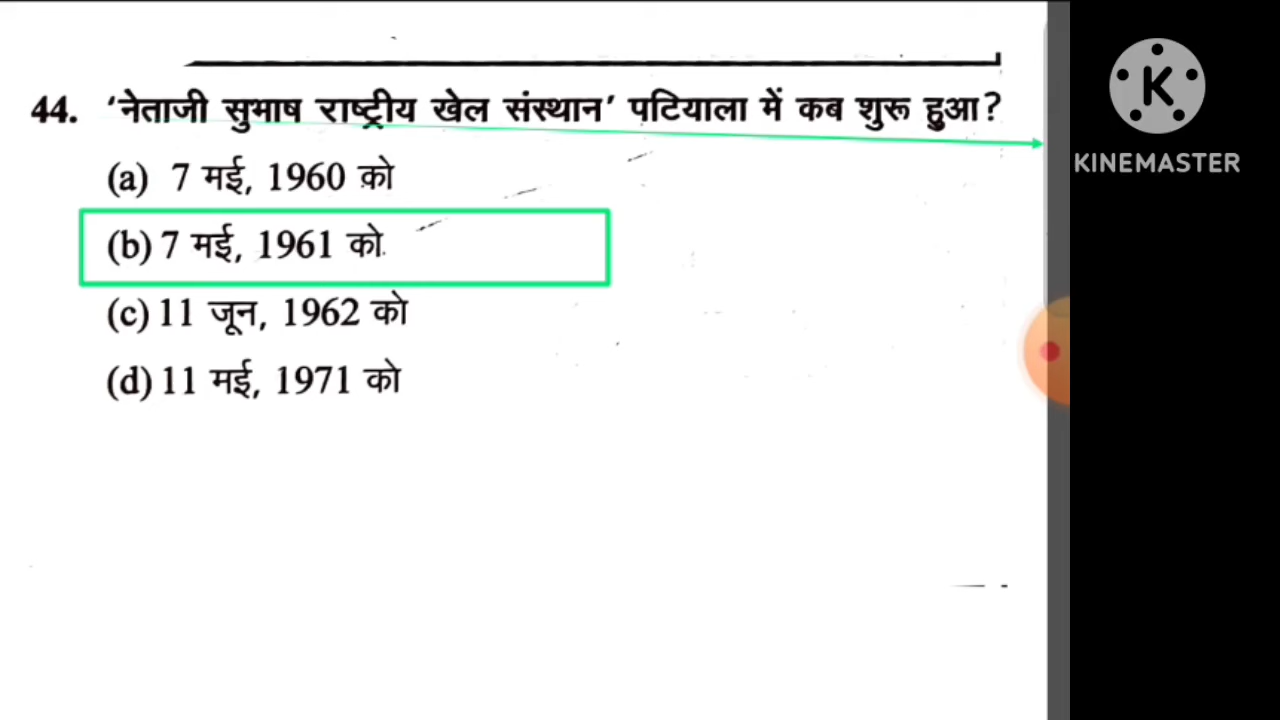 44. 'नेताजी सुभाष राष्ट्रीय खेल संस्थान' पटियाला में कब शुरू हुआ?
(a) 7 मई, 1960 को
(b) 7 मई, 1961 को
(c) 11 जून, 1962 को
(d) 11 मई, 1971 को
K
KINEMASTER